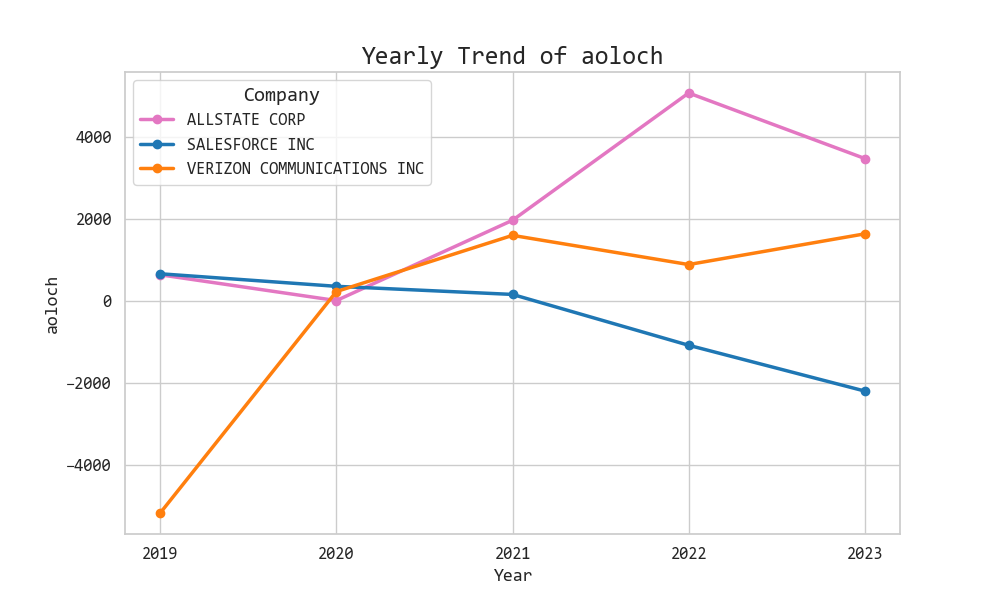 Yearly Trend of aoloch
Company
ALLSTATE CORP
SALESFORCE INC
VERIZON COMMUNICATIONS INC
aoloch
4000
2000
0
−2000
−4000
2019 2020 2021 2022 2023
Year